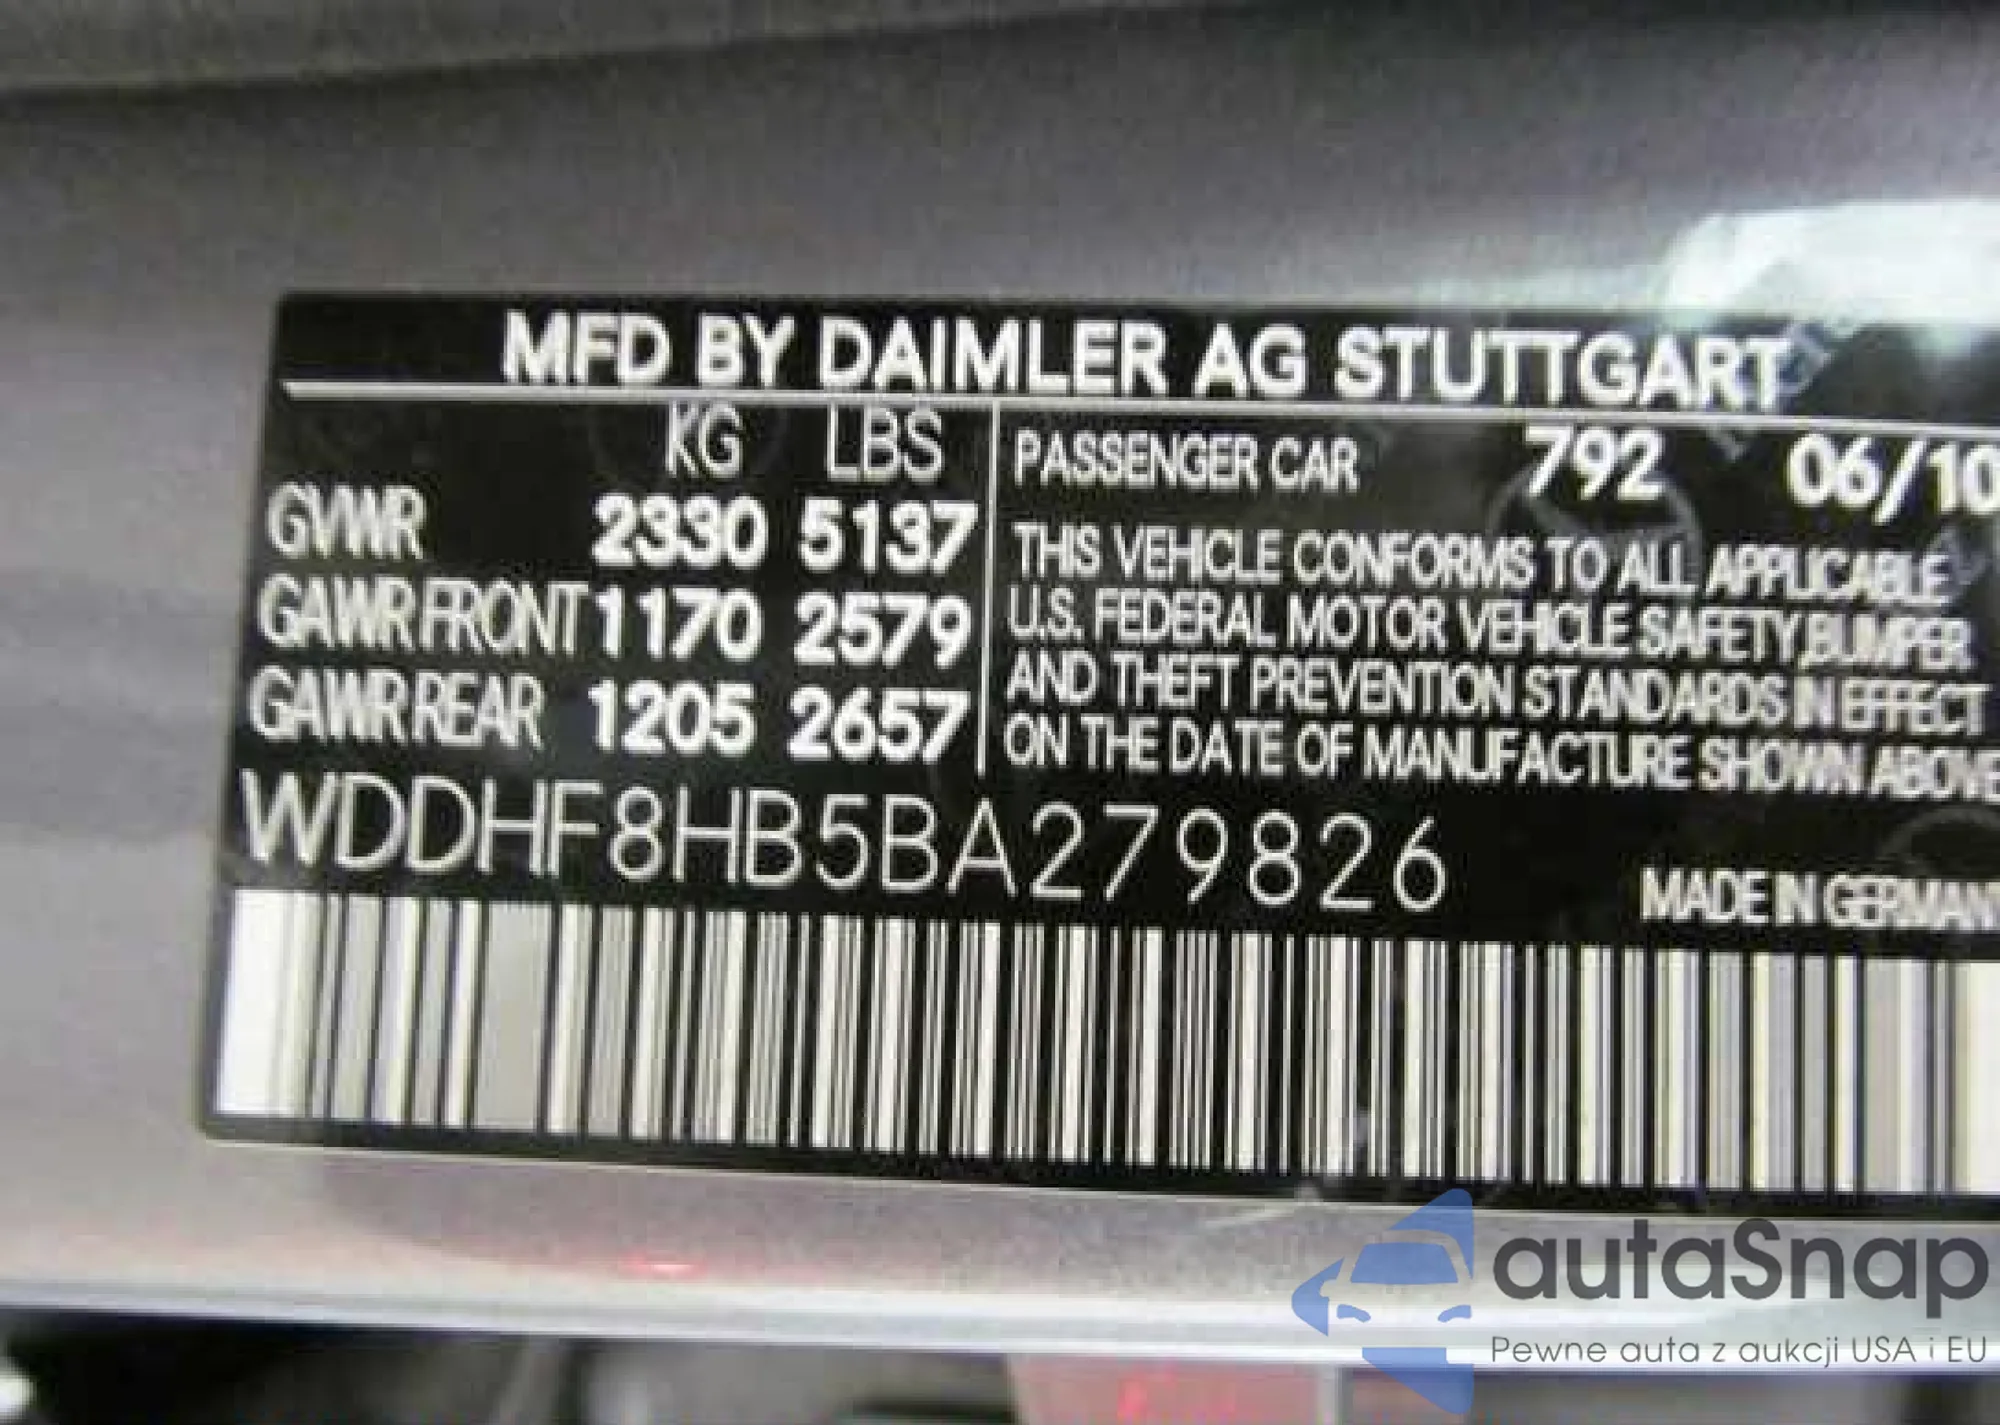 MFD BY DAIMLER AG STUTTGART
KG LBS
GVWR 2330 5137
GAWR FRONT 1170 2579
GAWR REAR 1205 2657
PASSENGER CAR 792 06/10
THIS VEHICLE CONFORMS TO ALL APPLICABLE
U.S. FEDERAL MOTOR VEHICLE SAFETY, BUMPER
AND THEFT PREVENTION STANDARDS IN EFFECT
ON THE DATE OF MANUFACTURE SHOWN ABOVE
WDDHF8HB5BA279826
MADE IN GERMANY
autaSnap
Pewne auta z aukcji USA i EU